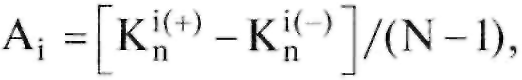 A_i = [K_n^{i(+)} − K_n^{i(−)}]/(N − 1),